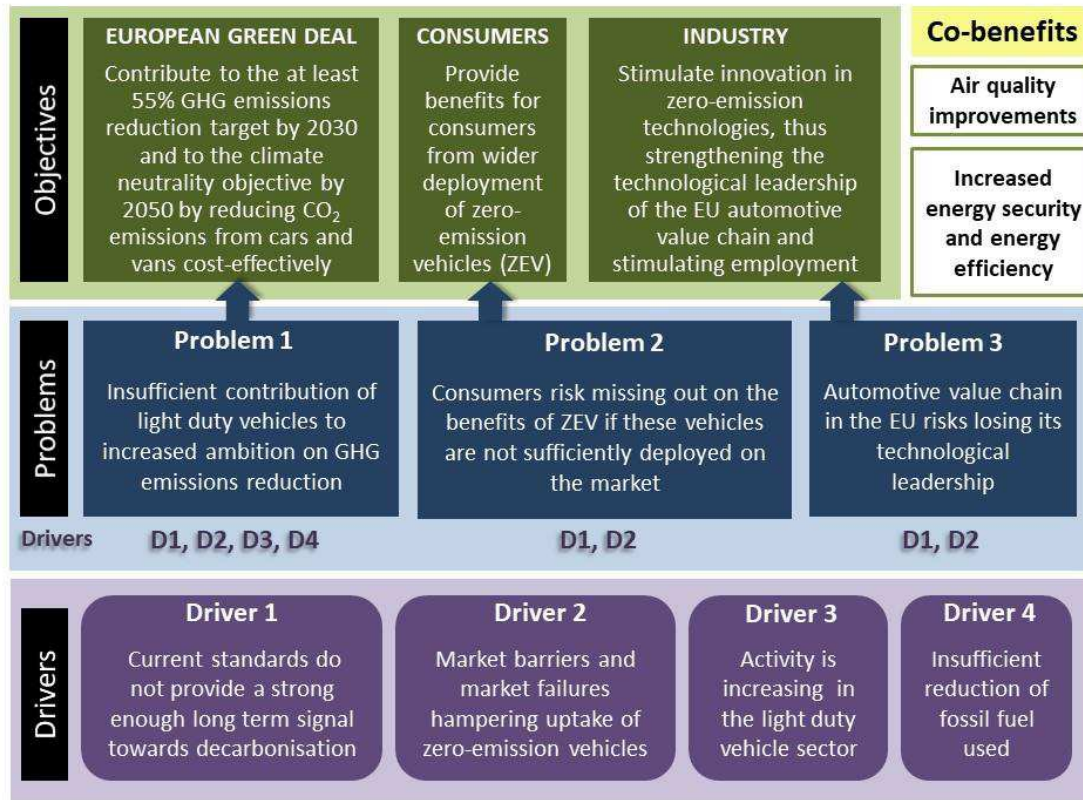 Objectives
EUROPEAN GREEN DEAL
Contribute to the at least
55% GHG emissions
reduction target by 2030
and to the climate
neutrality objective by
2050 by reducing CO₂
emissions from cars and
vans cost-effectively
CONSUMERS
Provide
benefits for
consumers
from wider
deployment
of zero-
emission
vehicles (ZEV)
INDUSTRY
Stimulate innovation in
zero-emission
technologies, thus
strengthening the
technological leadership
of the EU automotive
value chain and
stimulating employment
Co-benefits
Air quality
improvements
Increased
energy security
and energy
efficiency
Problems
Problem 1
Insufficient contribution of
light duty vehicles to
increased ambition on GHG
emissions reduction
Problem 2
Consumers risk missing out on the
benefits of ZEV if these vehicles
are not sufficiently deployed on
the market
Problem 3
Automotive value chain
in the EU risks losing its
technological
leadership
Drivers
D1, D2, D3, D4
D1, D2
D1, D2
Drivers
Driver 1
Current standards do
not provide a strong
enough long term signal
towards decarbonisation
Driver 2
Market barriers and
market failures
hampering uptake of
zero-emission vehicles
Driver 3
Activity is
increasing in
the light duty
vehicle sector
Driver 4
Insufficient
reduction of
fossil fuel
used